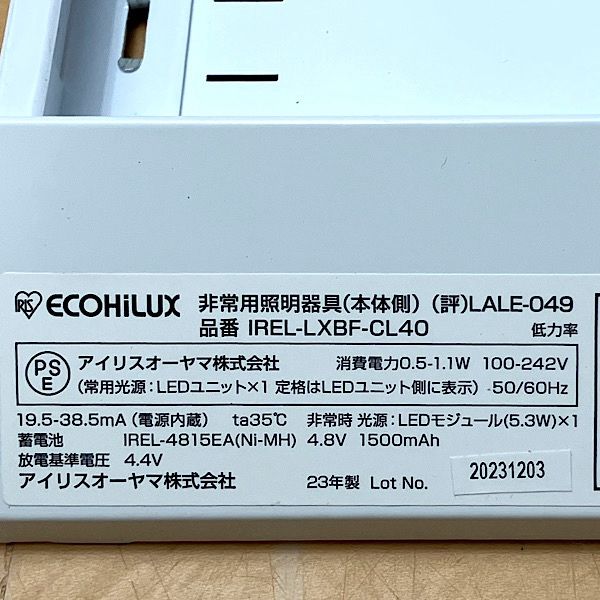 IRIS ECOHiLUX 非常用照明器具(本体側) (評)LALE-049
品番 IREL-LXBF-CL40 低力率
PSE アイリスオーヤマ株式会社 消費電力0.5-1.1W 100-242V
(常用光源:LEDユニット×1 定格はLEDユニット側に表示) 50/60Hz
19.5-38.5mA (電源内蔵) ta35℃ 非常時 光源:LEDモジュール(5.3W)×1
蓄電池 IREL-4815EA(Ni-MH) 4.8V 1500mAh
放電基準電圧 4.4V
アイリスオーヤマ株式会社 23年製 Lot No. 20231203